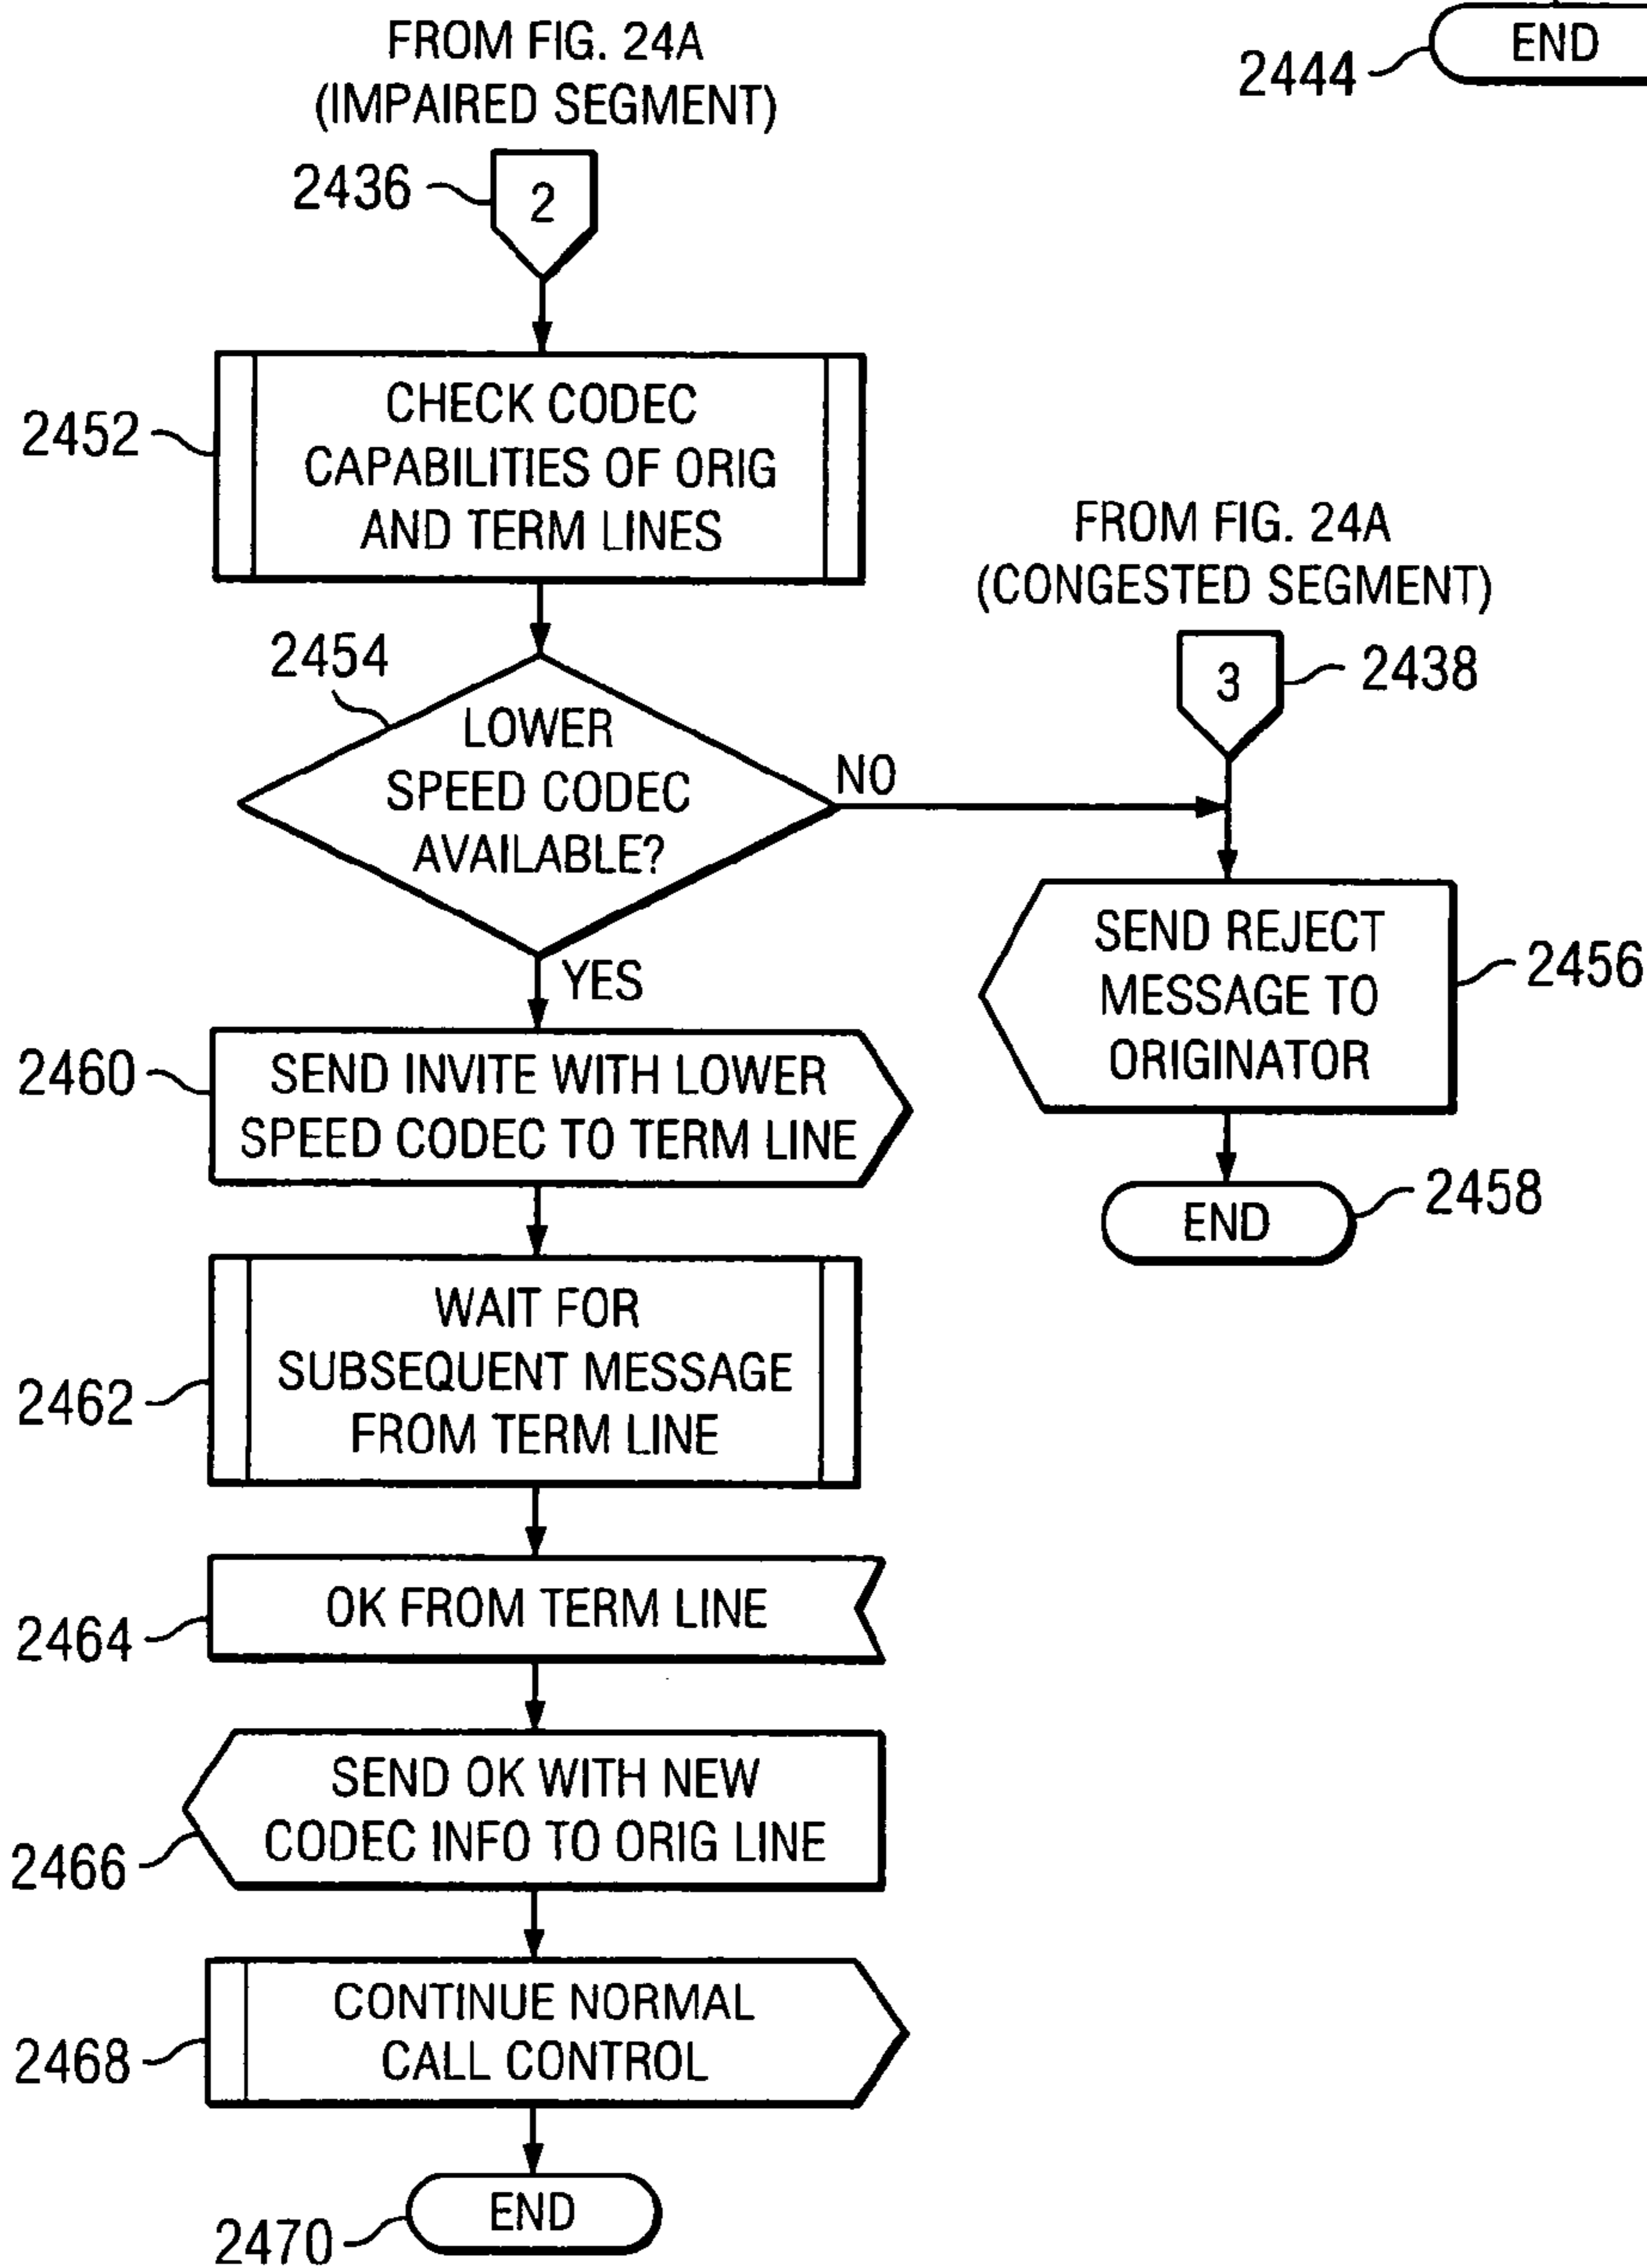 FROM FIG. 24A
(IMPAIRED SEGMENT)
2444
END
2436
2
2452
CHECK CODEC
CAPABILITIES OF ORIG
AND TERM LINES
FROM FIG. 24A
(CONGESTED SEGMENT)
3
2438
2454
LOWER
SPEED CODEC
AVAILABLE?
NO
YES
SEND REJECT
MESSAGE TO
ORIGINATOR
2456
END
2458
2460
SEND INVITE WITH LOWER
SPEED CODEC TO TERM LINE
2462
WAIT FOR
SUBSEQUENT MESSAGE
FROM TERM LINE
2464
OK FROM TERM LINE
2466
SEND OK WITH NEW
CODEC INFO TO ORIG LINE
2468
CONTINUE NORMAL
CALL CONTROL
2470
END